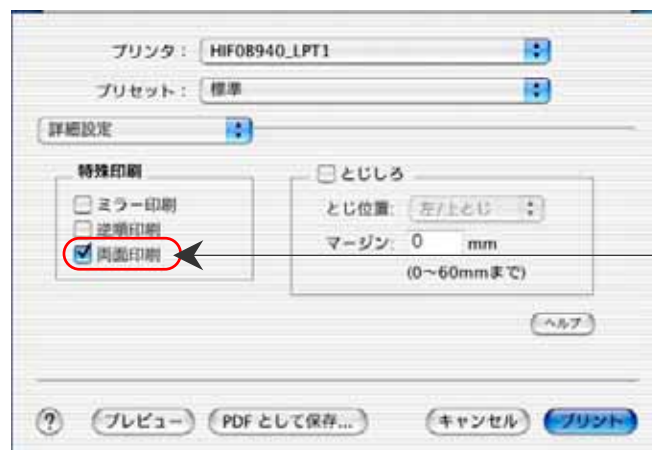 プリンタ： HIF08940_LPT1
プリセット： 標準
詳細設定
特殊印刷
ミラー印刷
逆順印刷
両面印刷
とじしろ
とじ位置: 左/上とじ
マージン: 0 mm
(0～60mmまで)
ヘルプ
? プレビュー PDF として保存... キャンセル プリント